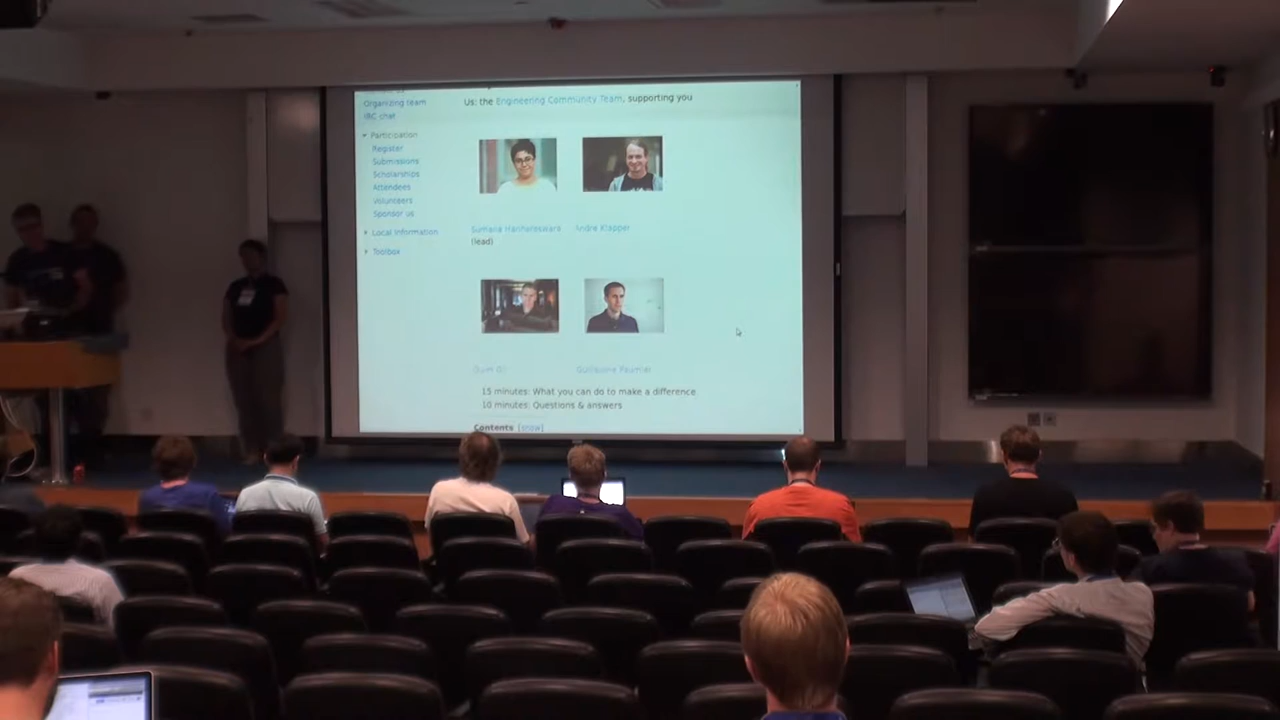 Organizing team
IRC chat
Participation
Register
Submissions
Scholarships
Attendees
Volunteers
Sponsor us
Local information
Toolbox
Us: the Engineering Community Team, supporting you
Sumana Harihareswara
(lead)
Andre Klapper
Guillaume Paumier
15 minutes: What you can do to make a difference
10 minutes: Questions & answers
Contents [show]